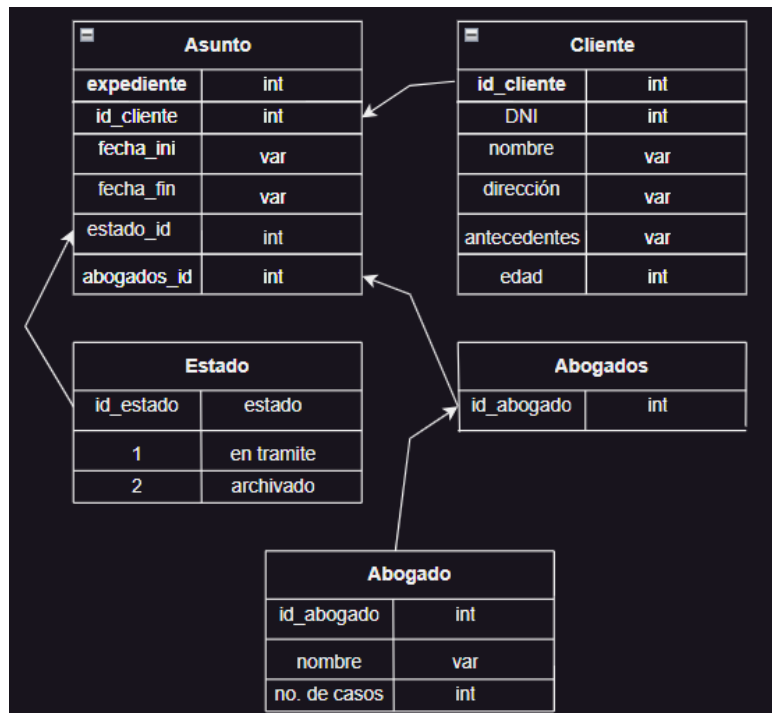 Asunto
expediente int
id_cliente int
fecha_ini var
fecha_fin var
estado_id int
abogados_id int
Cliente
id_cliente int
DNI int
nombre var
dirección var
antecedentes var
edad int
Estado
id_estado estado
1 en tramite
2 archivado
Abogados
id_abogado int
Abogado
id_abogado int
nombre var
no. de casos int